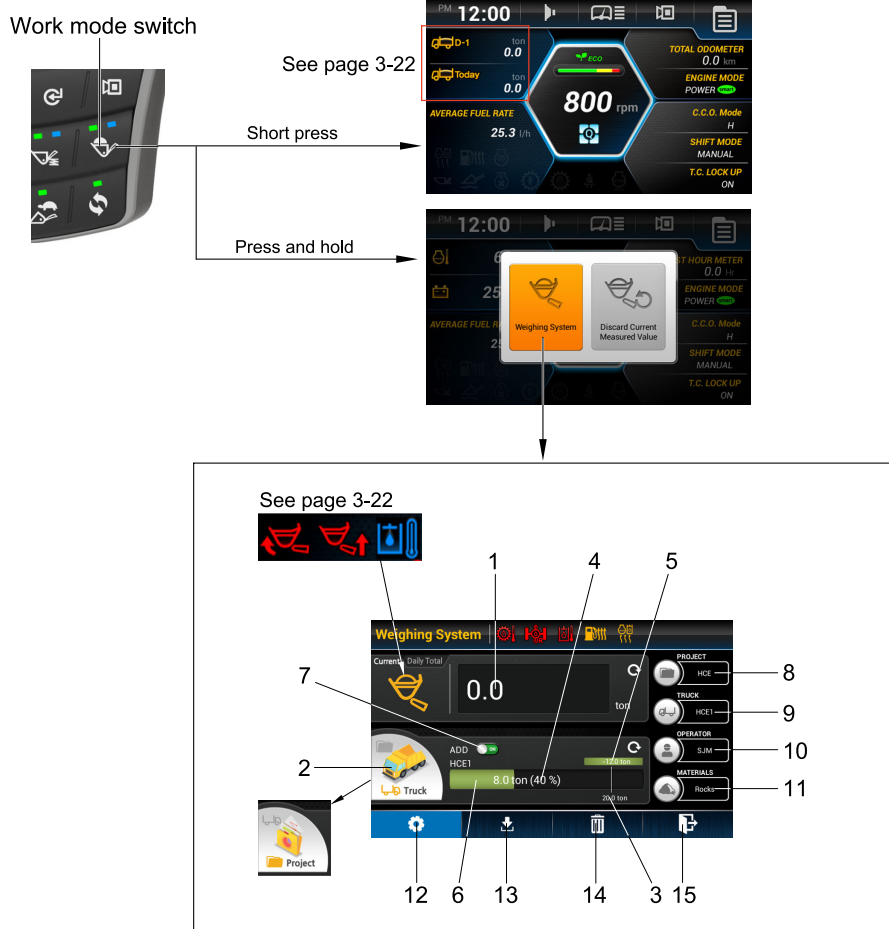 Work mode switch
See page 3-22
Short press
Press and hold
PM 12:00
D-1
ton
0.0
Today
ton
0.0
AVERAGE FUEL RATE
25.3 l/h
ECO
800 rpm
TOTAL ODOMETER
0.0 km
ENGINE MODE
POWER smart
C.C.O. Mode
H
SHIFT MODE
MANUAL
T.C. LOCK UP
ON
PM 12:00
6
25
AVERAGE FUEL R
25
Weighing System
Discard Current
Measured Value
ST HOUR METER
0.0 Hr
ENGINE MODE
POWER smart
C.C.O. Mode
H
SHIFT MODE
MANUAL
T.C. LOCK UP
ON
See page 3-22
1
4
5
Weighing System
Current
Daily Total
0.0
ton
7
2
ADD
ON
HCE1
8.0 ton (40 %)
-12.0 ton
20.0 ton
Truck
Project
PROJECT
HCE
8
TRUCK
HCE1
9
OPERATOR
SJM
10
MATERIALS
Rocks
11
12
6
13
14
3
15